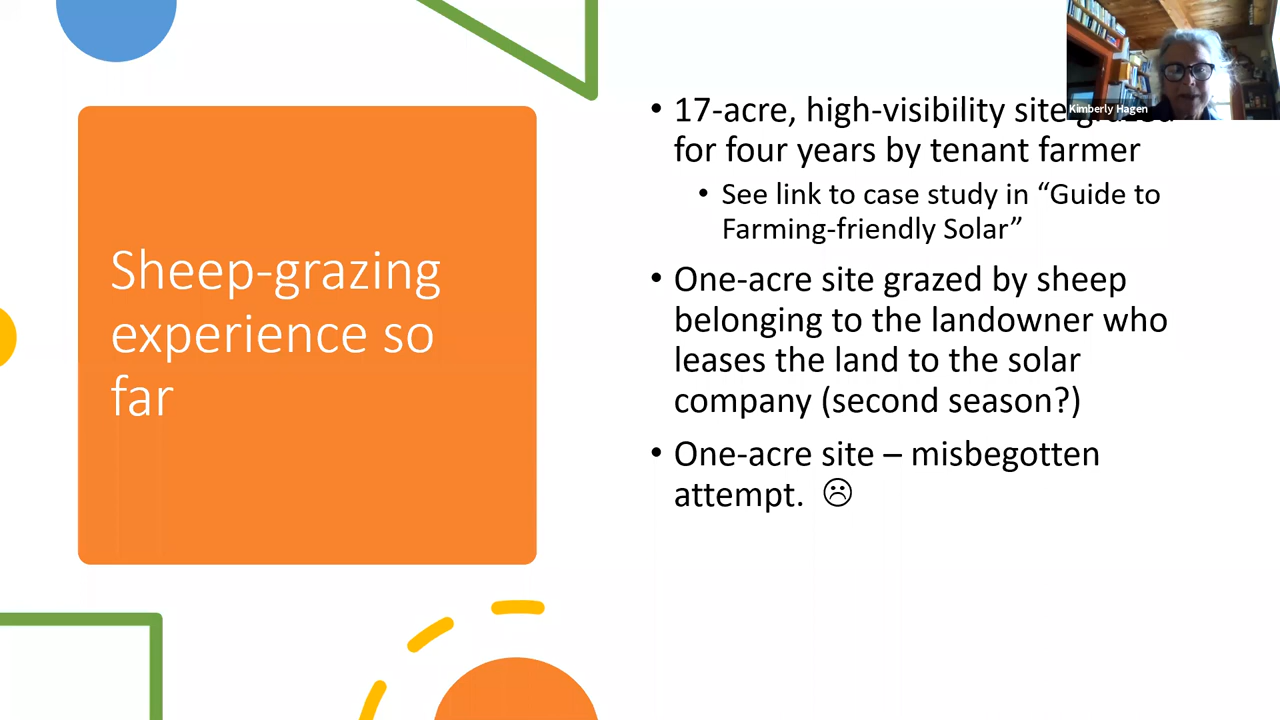 Sheep-grazing
experience so
far
• 17-acre, high-visibility site
for four years by tenant farmer
• See link to case study in “Guide to
Farming-friendly Solar”
• One-acre site grazed by sheep
belonging to the landowner who
leases the land to the solar
company (second season?)
• One-acre site – misbegotten
attempt. ☹
Kimberly Hagen